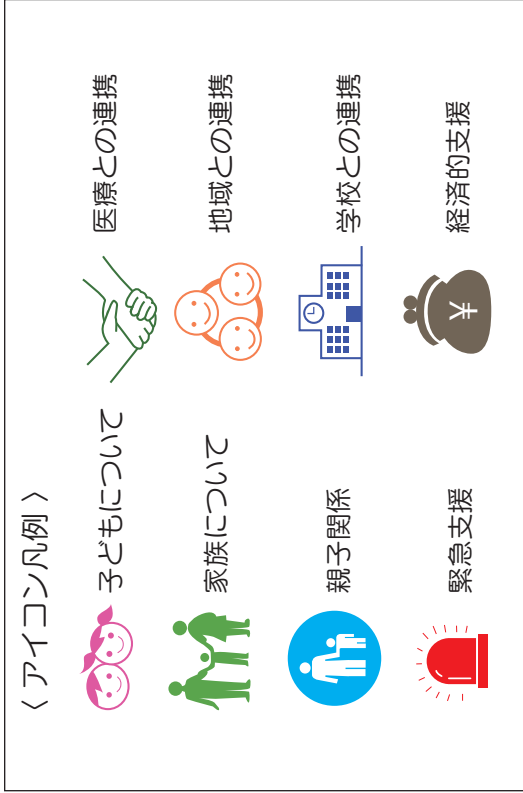 〈 アイコン凡例 〉
子どもについて
医療との連携
家族について
地域との連携
親子関係
学校との連携
緊急支援
¥
経済的支援